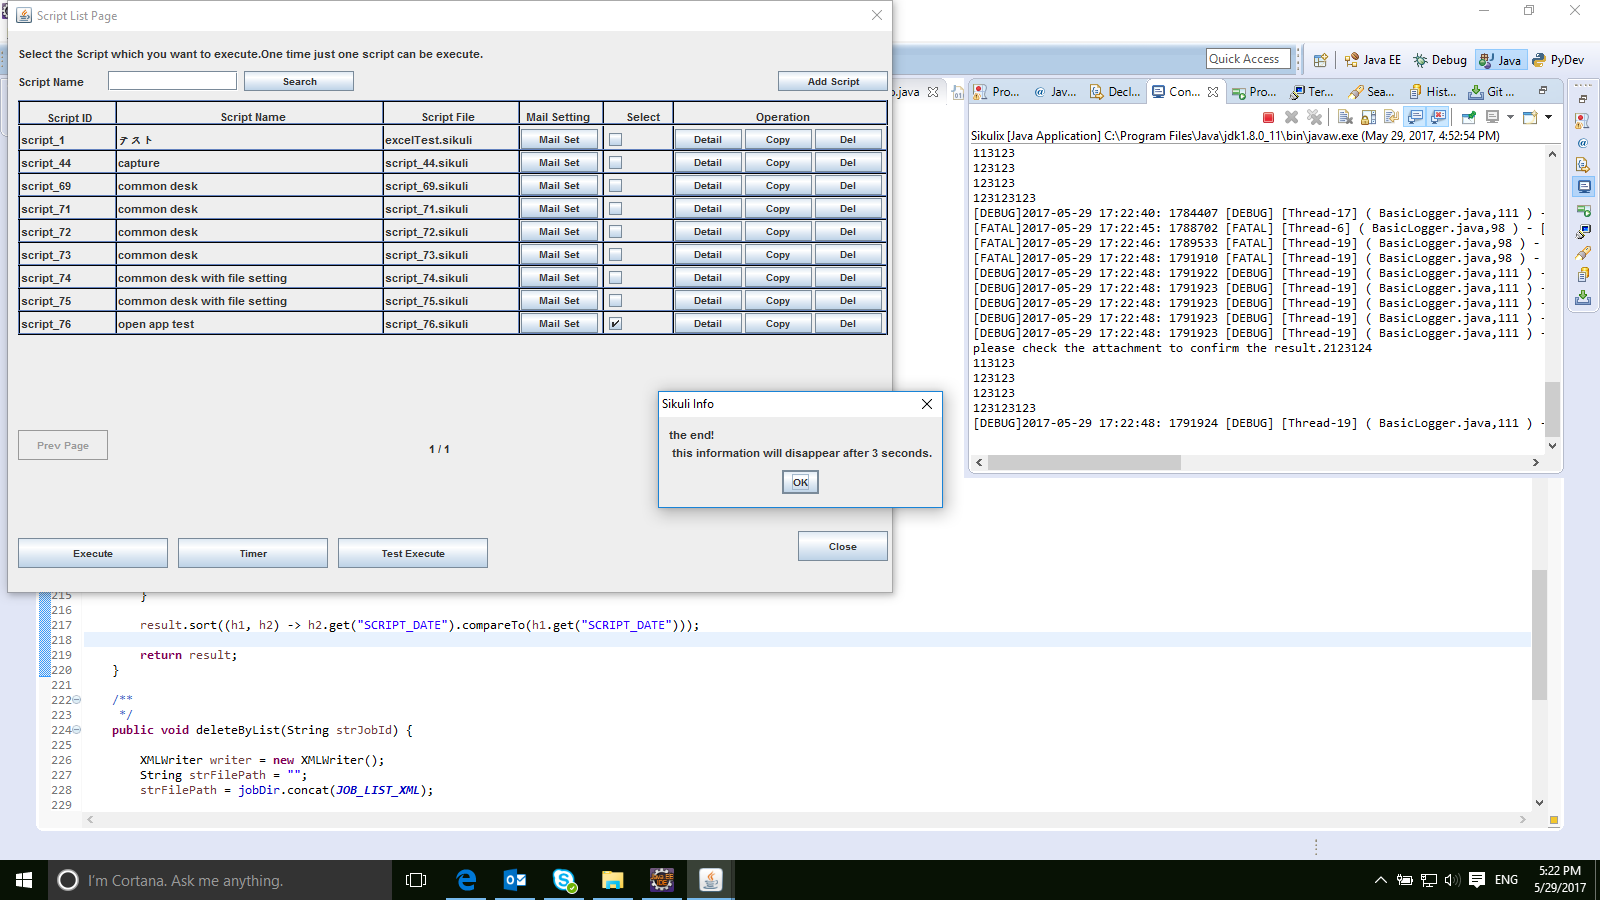 Script List Page
Select the Script which you want to execute.One time just one script can be execute.
Script Name Search Add Script
Script ID Script Name Script File Mail Setting Select Operation
script_1 テスト excelTest.sikuli Mail Set Detail Copy Del
script_44 capture script_44.sikuli Mail Set Detail Copy Del
script_69 common desk script_69.sikuli Mail Set Detail Copy Del
script_71 common desk script_71.sikuli Mail Set Detail Copy Del
script_72 common desk script_72.sikuli Mail Set Detail Copy Del
script_73 common desk script_73.sikuli Mail Set Detail Copy Del
script_74 common desk with file setting script_74.sikuli Mail Set Detail Copy Del
script_75 common desk with file setting script_75.sikuli Mail Set Detail Copy Del
script_76 open app test script_76.sikuli Mail Set Detail Copy Del
Prev Page 1 / 1
Execute Timer Test Execute Close
Sikuli Info
the end!
this information will disappear after 3 seconds.
OK
Quick Access Java EE Debug Java PyDev
.java Pro... Jav... Decl... Con... Pro... Ter... Sea... Hist... Git ...
Sikulix [Java Application] C:\Program Files\Java\jdk1.8.0_11\bin\javaw.exe (May 29, 2017, 4:52:54 PM)
113123
123123
123123
123123123
[DEBUG]2017-05-29 17:22:40: 1784407 [DEBUG] [Thread-17] ( BasicLogger.java,111 ) -
[FATAL]2017-05-29 17:22:45: 1788702 [FATAL] [Thread-6] ( BasicLogger.java,98 ) - [
[FATAL]2017-05-29 17:22:46: 1789533 [FATAL] [Thread-19] ( BasicLogger.java,98 ) -
[FATAL]2017-05-29 17:22:48: 1791910 [FATAL] [Thread-19] ( BasicLogger.java,98 ) -
[DEBUG]2017-05-29 17:22:48: 1791922 [DEBUG] [Thread-19] ( BasicLogger.java,111 ) -
[DEBUG]2017-05-29 17:22:48: 1791923 [DEBUG] [Thread-19] ( BasicLogger.java,111 ) -
[DEBUG]2017-05-29 17:22:48: 1791923 [DEBUG] [Thread-19] ( BasicLogger.java,111 ) -
[DEBUG]2017-05-29 17:22:48: 1791923 [DEBUG] [Thread-19] ( BasicLogger.java,111 ) -
[DEBUG]2017-05-29 17:22:48: 1791923 [DEBUG] [Thread-19] ( BasicLogger.java,111 ) -
please check the attachment to confirm the result.2123124
113123
123123
123123
123123123
[DEBUG]2017-05-29 17:22:48: 1791924 [DEBUG] [Thread-19] ( BasicLogger.java,111 ) -
215 }
216
217 result.sort((h1, h2) -> h2.get("SCRIPT_DATE").compareTo(h1.get("SCRIPT_DATE")));
218
219 return result;
220 }
221
222 /**
223 */
224 public void deleteByList(String strJobId) {
225
226 XMLWriter writer = new XMLWriter();
227 String strFilePath = "";
228 strFilePath = jobDir.concat(JOB_LIST_XML);
229
I'm Cortana. Ask me anything.
ENG
5:22 PM
5/29/2017